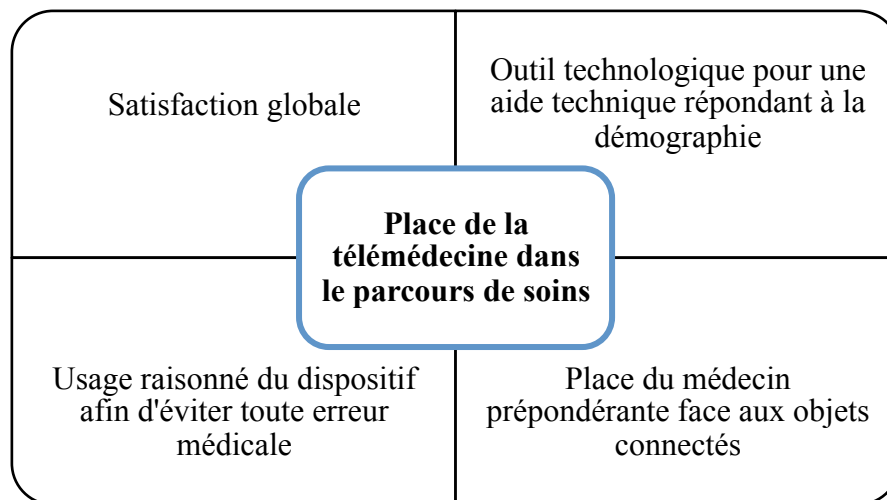 Satisfaction globale
Outil technologique pour une
aide technique répondant à la
démographie
Place de la
télémédecine dans
le parcours de soins
Usage raisonné du dispositif
afin d'éviter toute erreur
médicale
Place du médecin
prépondérante face aux objets
connectés